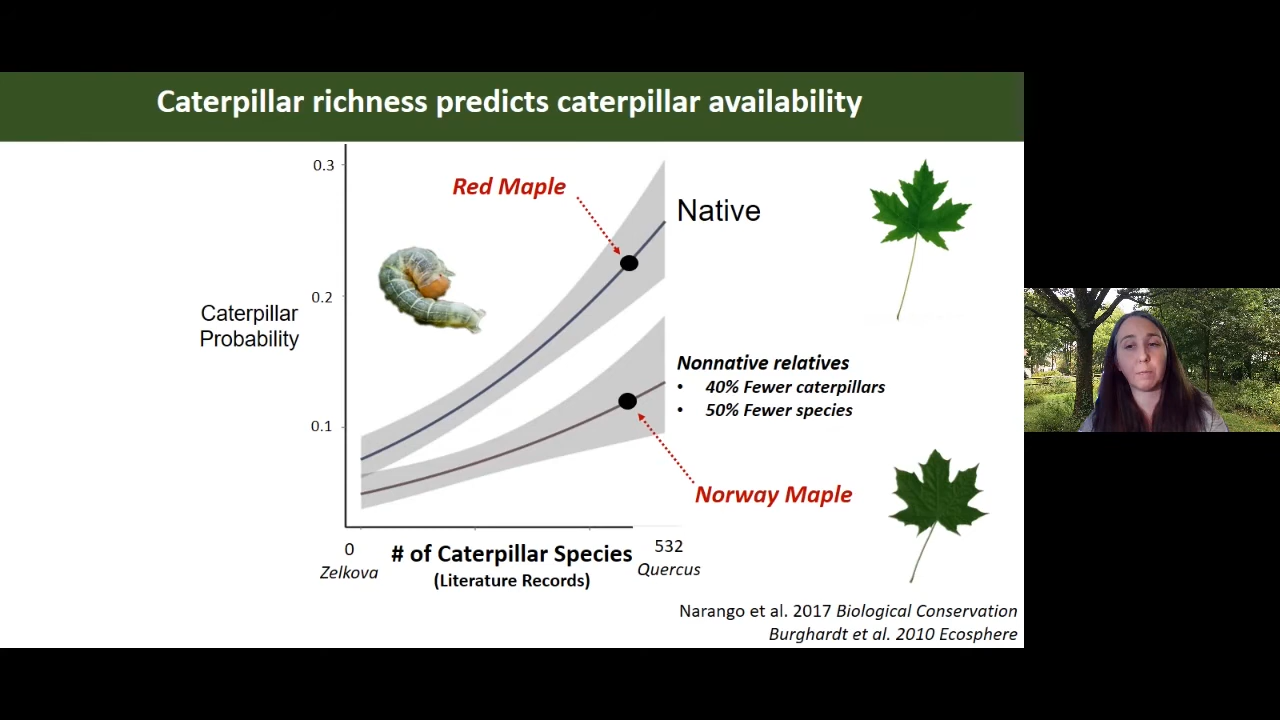 Caterpillar richness predicts caterpillar availability
0.3
Red Maple
Native
0.2
Caterpillar
Probability
Nonnative relatives
• 40% Fewer caterpillars
• 50% Fewer species
0.1
Norway Maple
0
Zelkova
# of Caterpillar Species
(Literature Records)
532
Quercus
Narango et al. 2017 Biological Conservation
Burghardt et al. 2010 Ecosphere